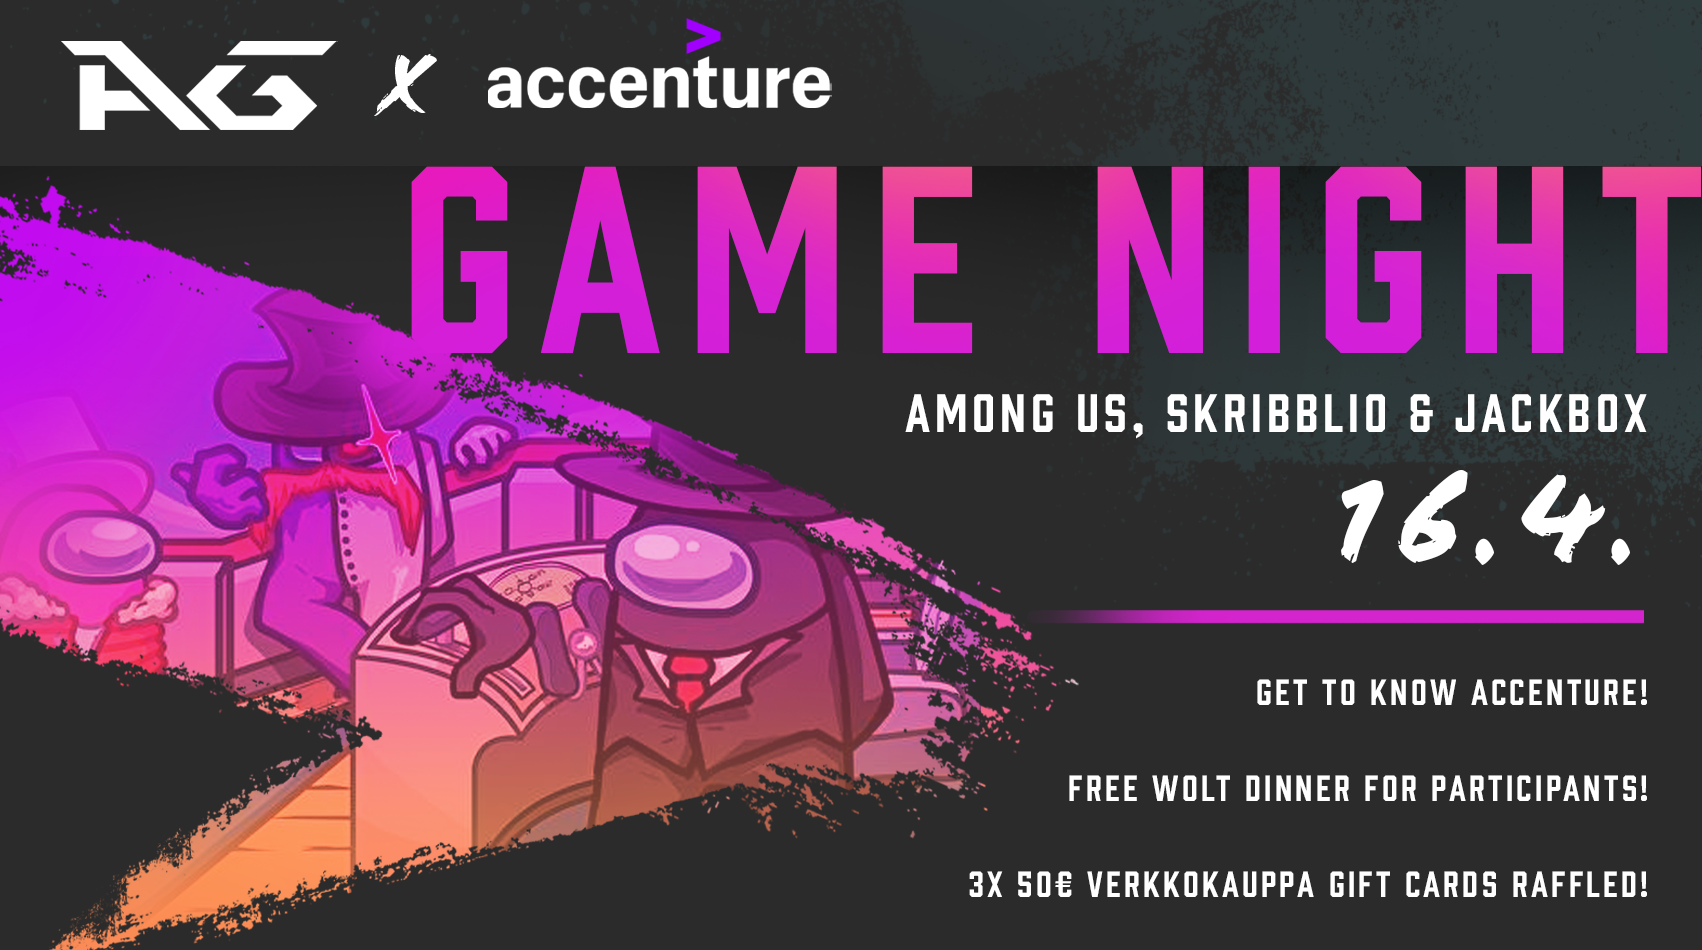 AG X accenture
GAME NIGHT
AMONG US, SKRIBBLIO & JACKBOX
16.4.
GET TO KNOW ACCENTURE!
FREE WOLT DINNER FOR PARTICIPANTS!
3X 50€ VERKKOKAUPPA GIFT CARDS RAFFLED!